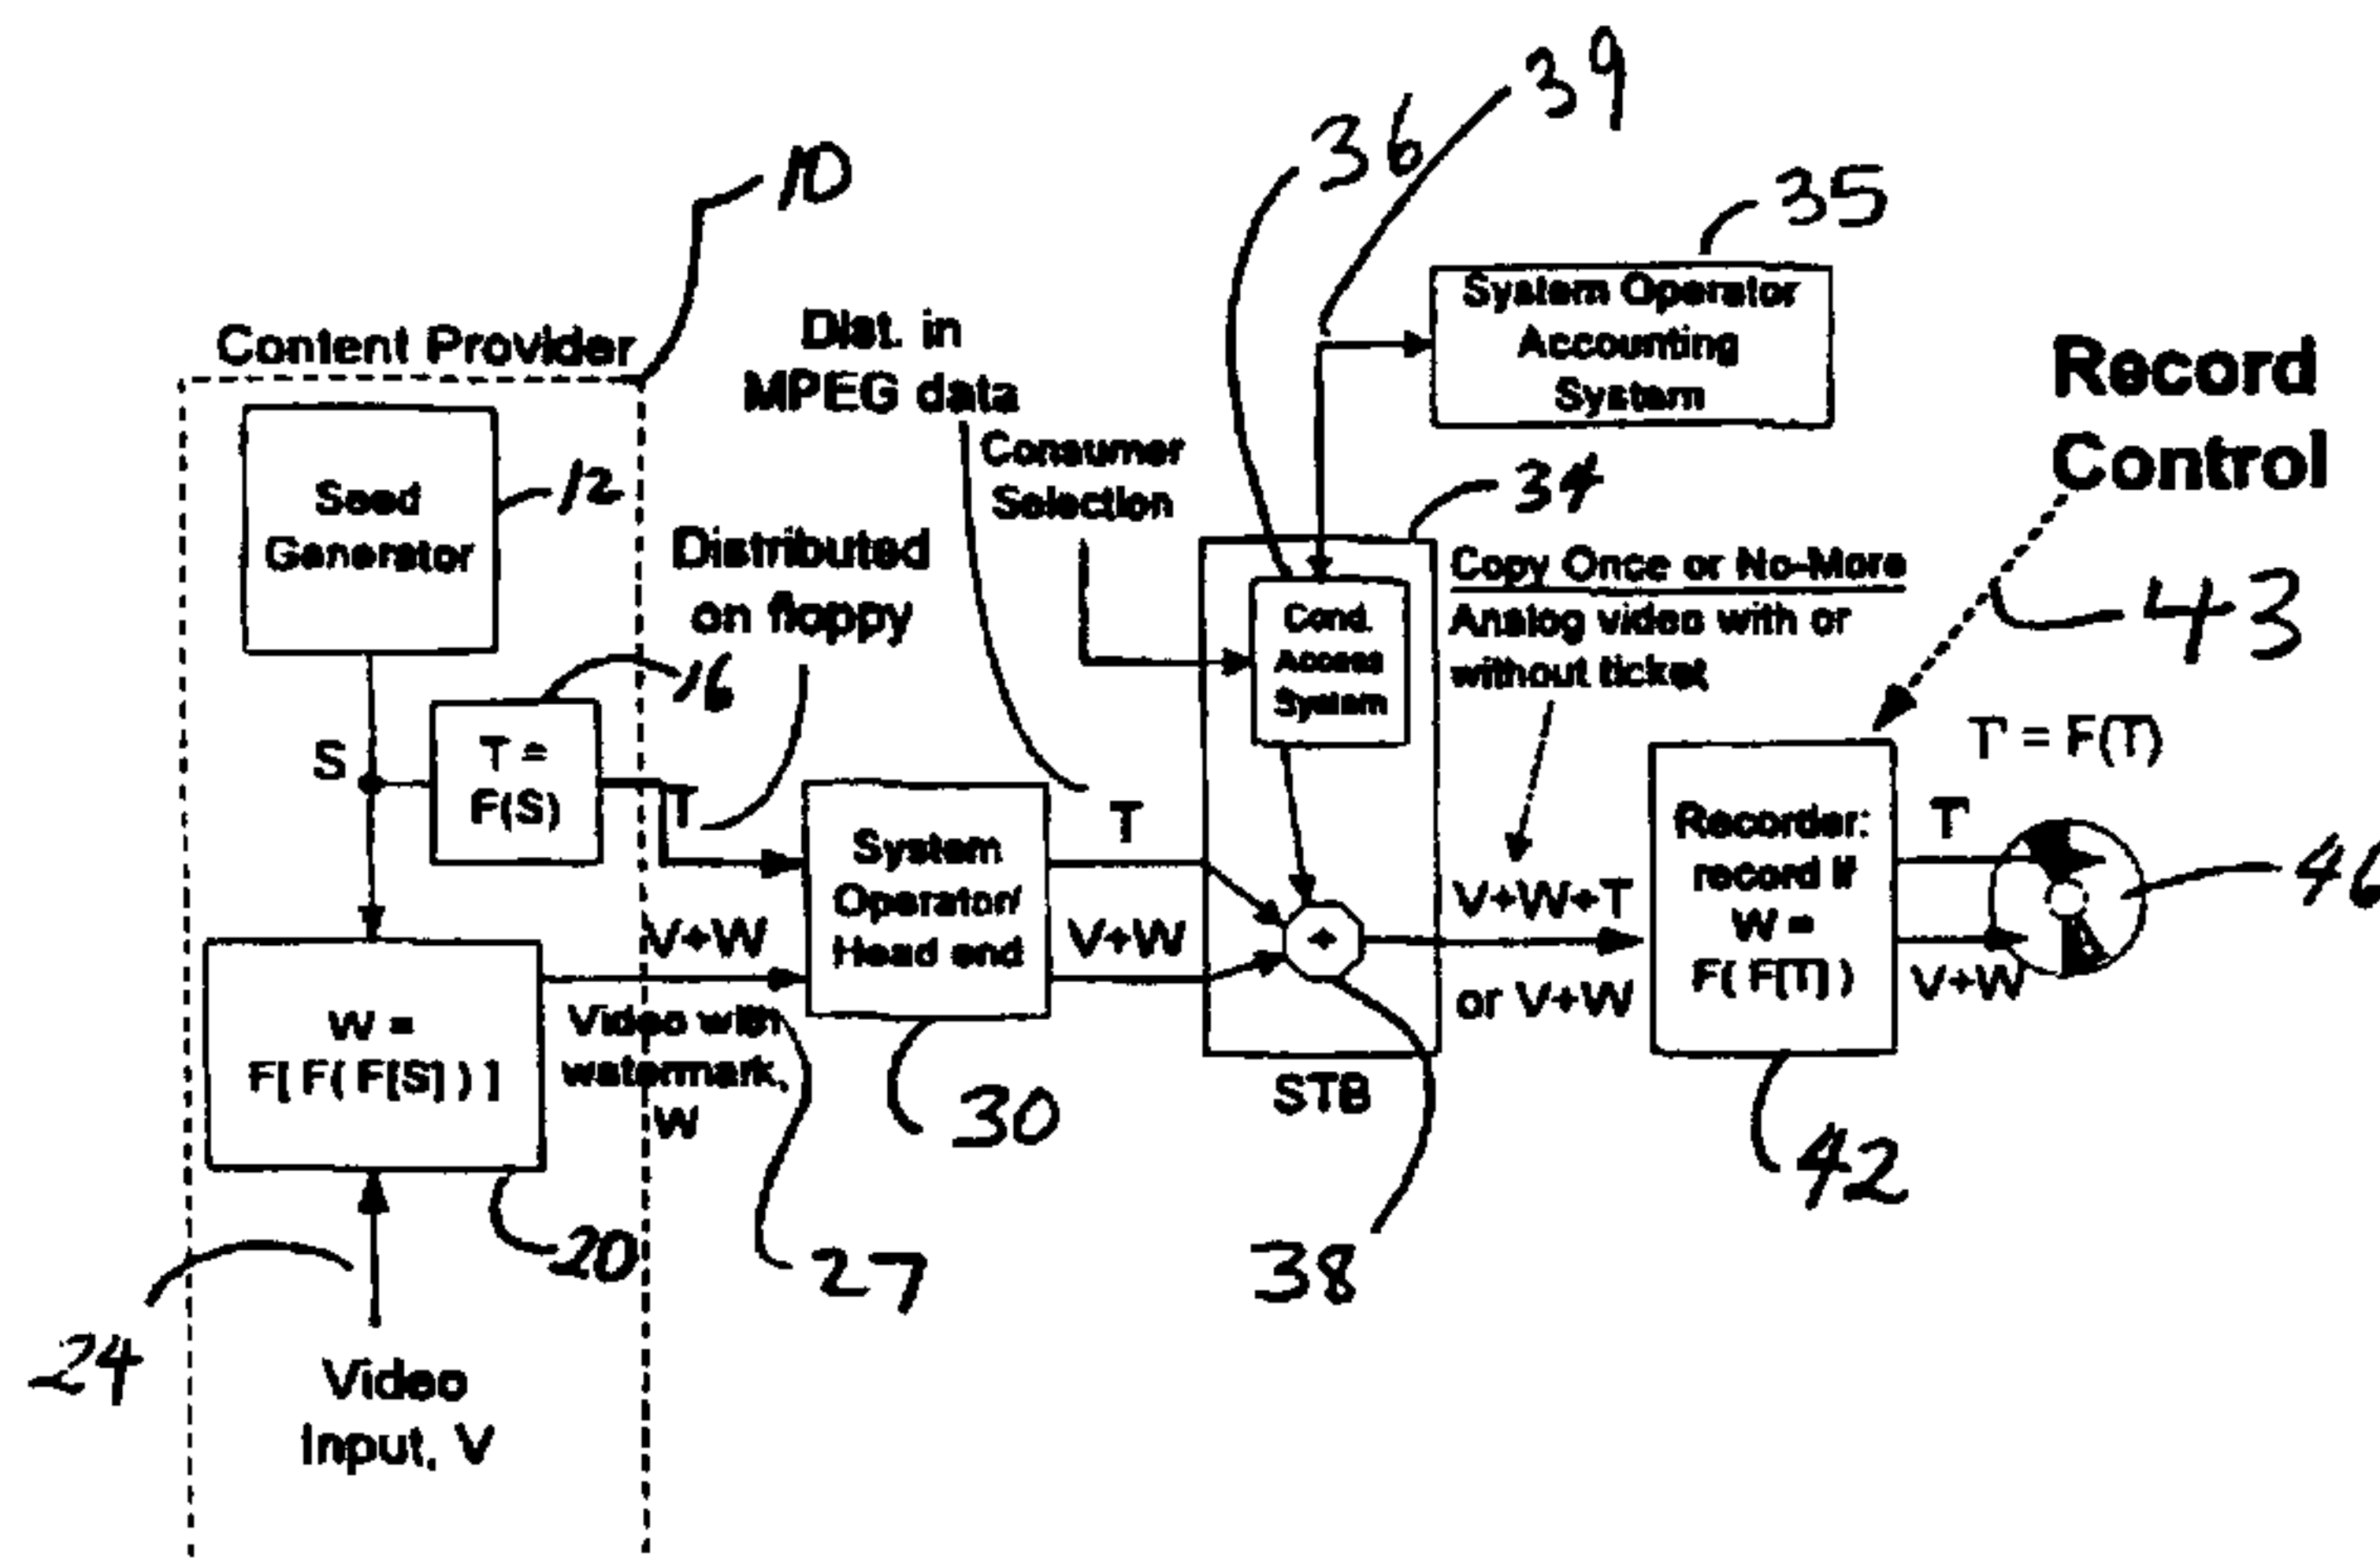 39
36
10
35
System Operator
Accounting
System
Content Provider
Dist. in
MPEG data
Record
Control
Consumer
Selection
Seed
Generator
12
34
Distributed
on floppy
Copy Once or No-More
Analog video with or
without ticket
43
Cond.
Access
System
16
S
T =
F(S)
T
T
T' = F(T)
System
Operator/
Head end
Recorder:
record if
W =
F( F[T] )
T'
46
V+W
V+W
V+W+T
or V+W
V+W
W =
F[ F( F[S] ) ]
Video with
watermark,
W
STB
30
42
20
27
38
24
Video
Input, V